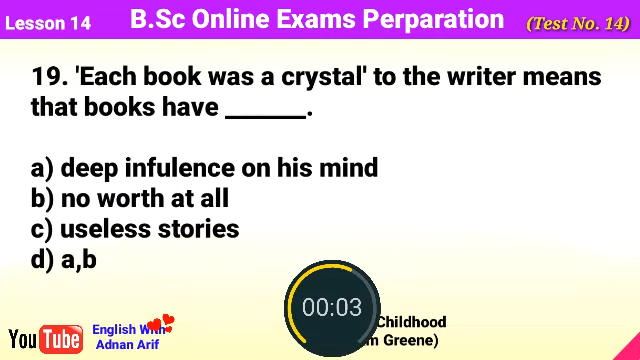 Lesson 14
B.Sc Online Exams Perparation
(Test No. 14)
19. 'Each book was a crystal' to the writer means
that books have ______.
a) deep infulence on his mind
b) no worth at all
c) useless stories
d) a,b
00:03
Childhood
Greene)
YouTube
English With
Adnan Arif